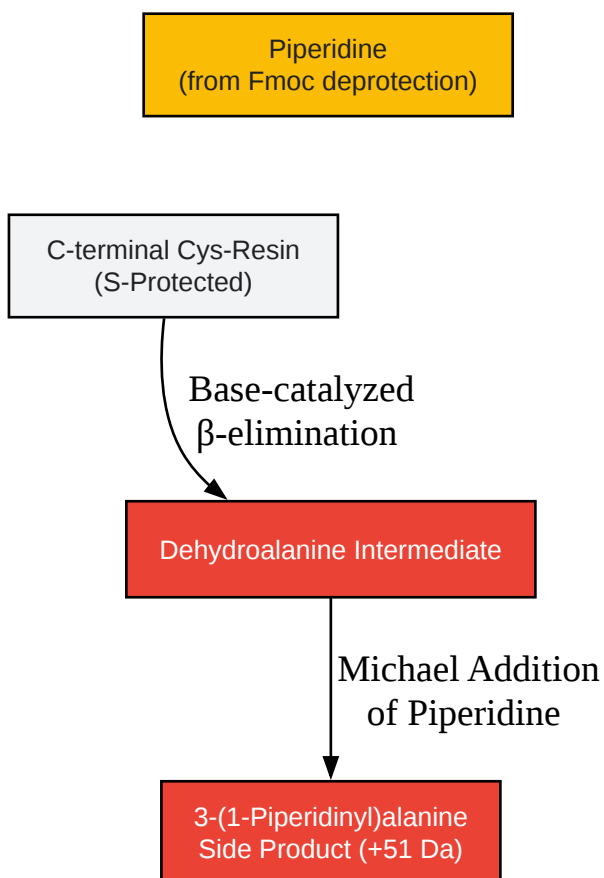 Piperidine
(from Fmoc deprotection)
C-terminal Cys-Resin
(S-Protected)
Base-catalyzed
β-elimination
Dehydroalanine Intermediate
Michael Addition
of Piperidine
3-(1-Piperidinyl)alanine
Side Product (+51 Da)